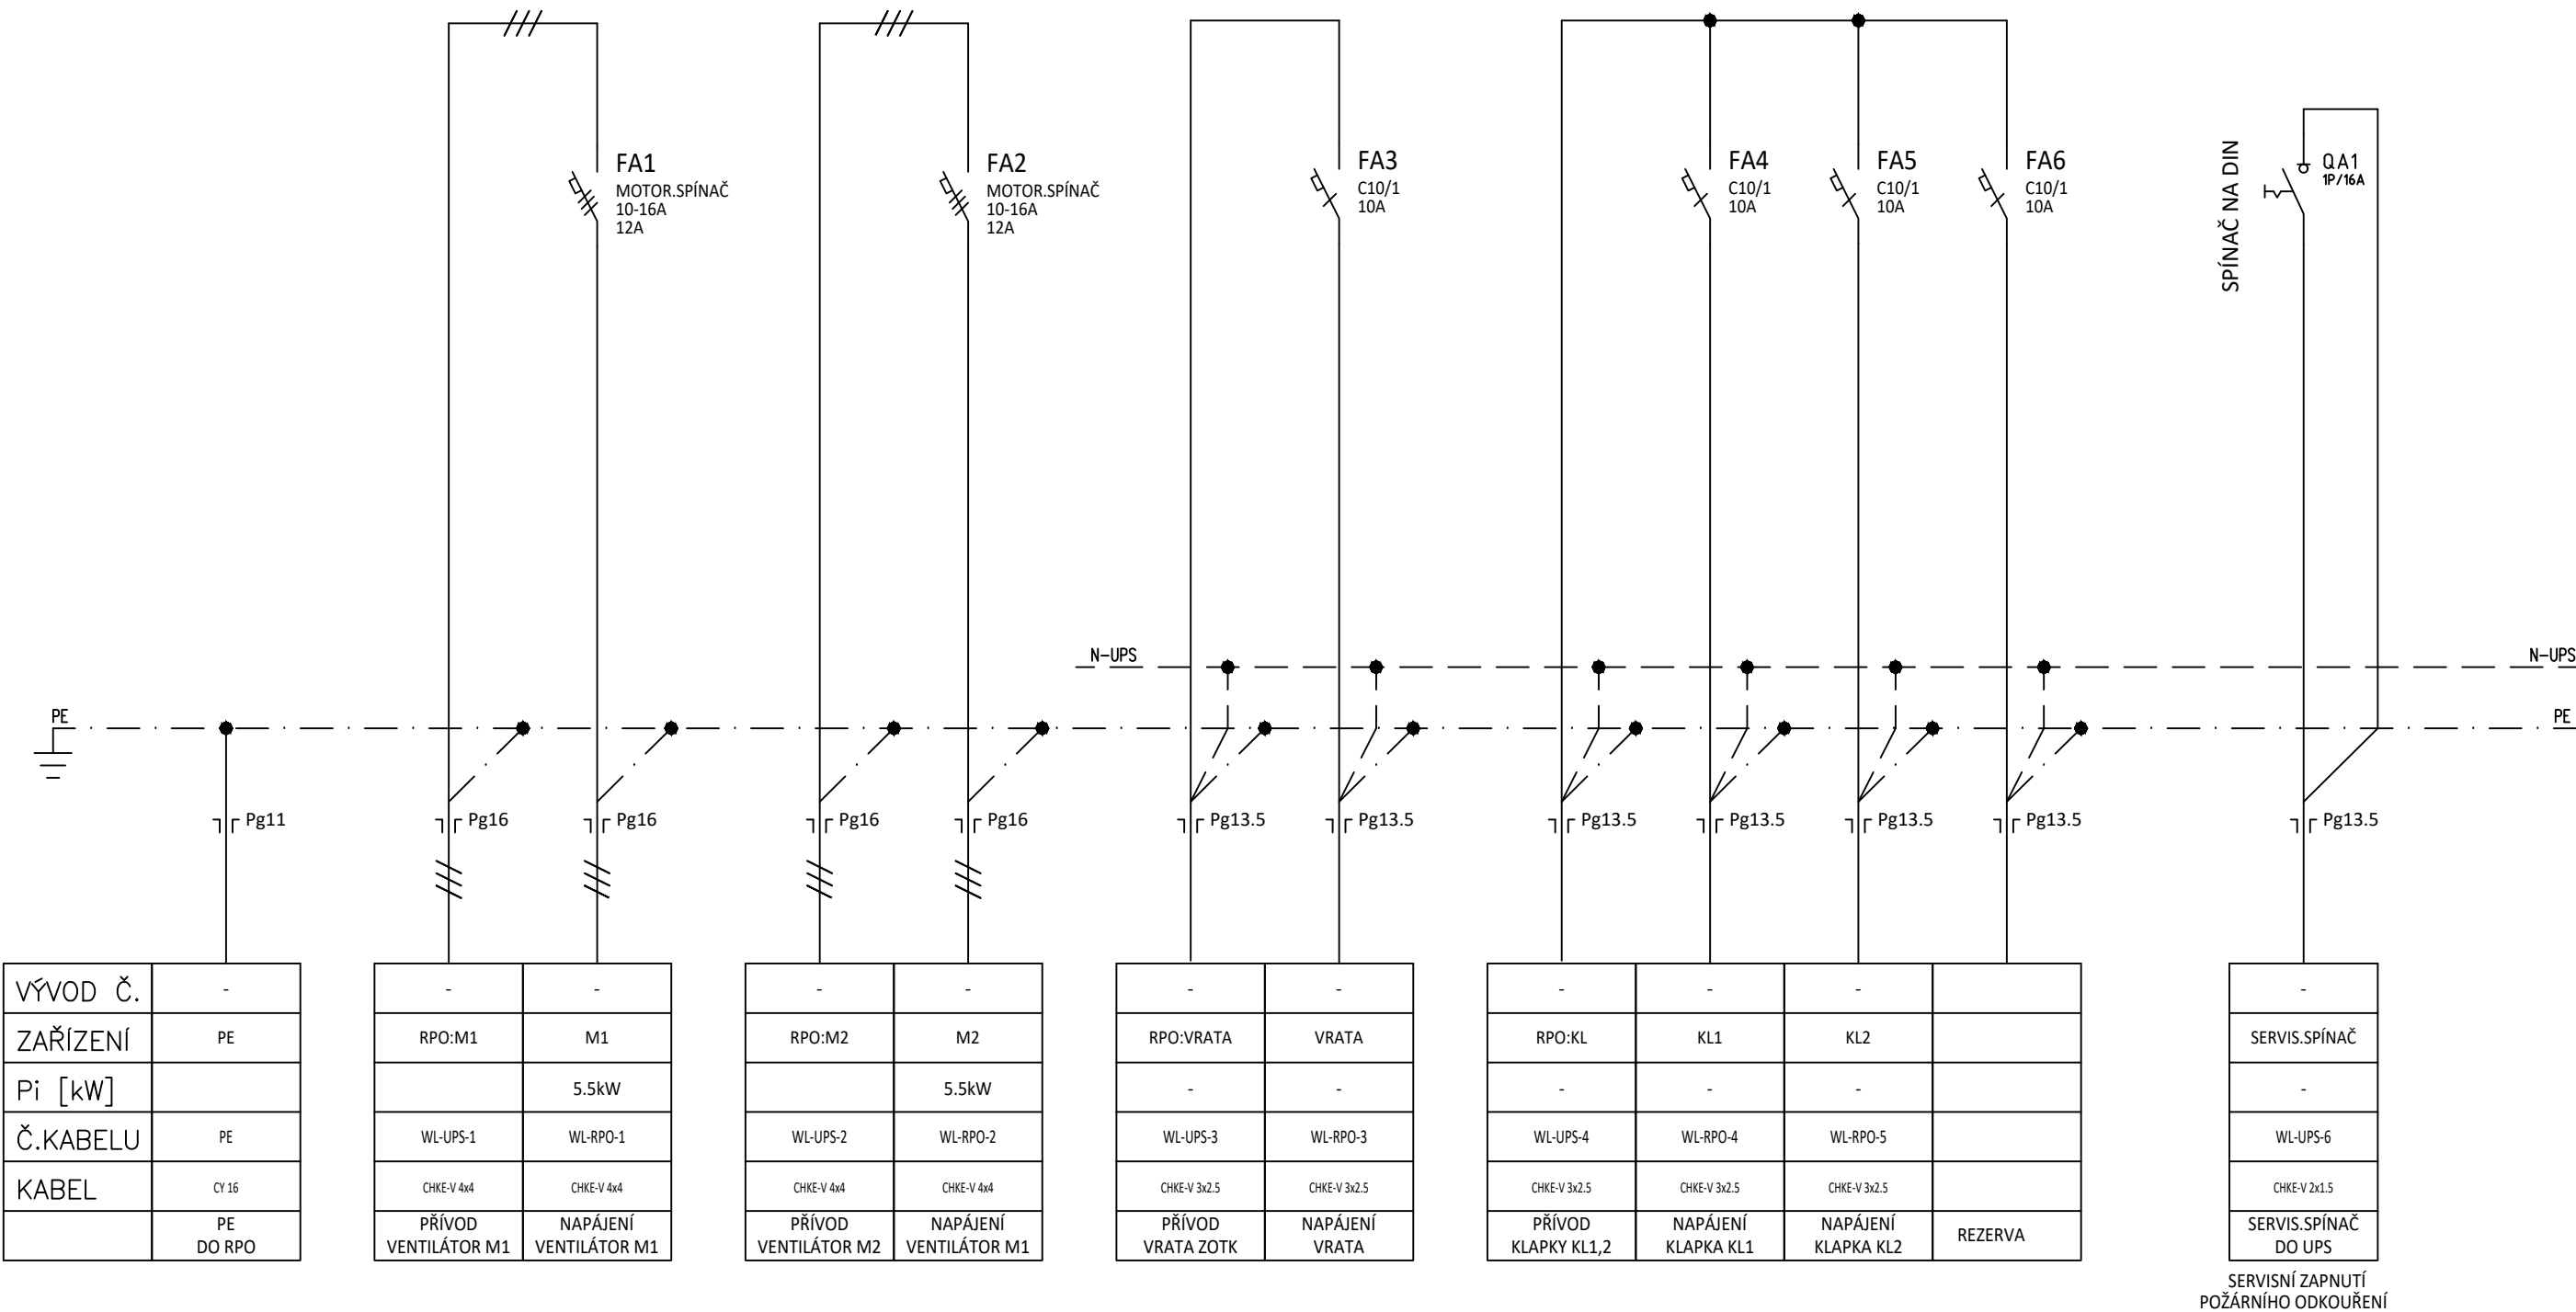 FA1
MOTOR.SPÍNAČ
10-16A
12A
FA2
MOTOR.SPÍNAČ
10-16A
12A
FA3
C10/1
10A
FA4
C10/1
10A
FA5
C10/1
10A
FA6
C10/1
10A
SPÍNAČ NA DIN
QA1
1P/16A
N-UPS
N-UPS
PE
PE
Pg11
Pg16
Pg16
Pg16
Pg16
Pg13.5
Pg13.5
Pg13.5
Pg13.5
Pg13.5
Pg13.5
Pg13.5
VÝVOD Č. - - - - - - - - - - -
ZAŘÍZENÍ PE RPO:M1 M1 RPO:M2 M2 RPO:VRATA VRATA RPO:KL KL1 KL2 SERVIS.SPÍNAČ
Pi [kW] 5.5kW 5.5kW - - - - - -
Č.KABELU PE WL-UPS-1 WL-RPO-1 WL-UPS-2 WL-RPO-2 WL-UPS-3 WL-RPO-3 WL-UPS-4 WL-RPO-4 WL-RPO-5 WL-UPS-6
KABEL CY 16 CHKE-V 4x4 CHKE-V 4x4 CHKE-V 4x4 CHKE-V 4x4 CHKE-V 3x2.5 CHKE-V 3x2.5 CHKE-V 3x2.5 CHKE-V 3x2.5 CHKE-V 3x2.5 CHKE-V 2x1.5
PE
DO RPO
PŘÍVOD
VENTILÁTOR M1
NAPÁJENÍ
VENTILÁTOR M1
PŘÍVOD
VENTILÁTOR M2
NAPÁJENÍ
VENTILÁTOR M1
PŘÍVOD
VRATA ZOTK
NAPÁJENÍ
VRATA
PŘÍVOD
KLAPKY KL1,2
NAPÁJENÍ
KLAPKA KL1
NAPÁJENÍ
KLAPKA KL2
REZERVA
SERVIS.SPÍNAČ
DO UPS
SERVISNÍ ZAPNUTÍ
POŽÁRNÍHO ODKOUŘENÍ